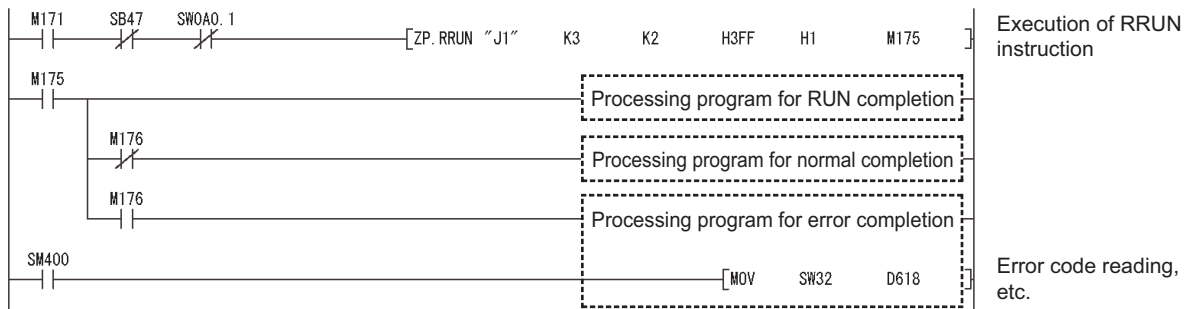 M171 SB47 SW0A0.1
[ZP.RRUN "J1" K3 K2 H3FF H1 M175 ]
Execution of RRUN
instruction
M175
Processing program for RUN completion
M176
Processing program for normal completion
M176
Processing program for error completion
SM400
[MOV SW32 D618 ]
Error code reading,
etc.